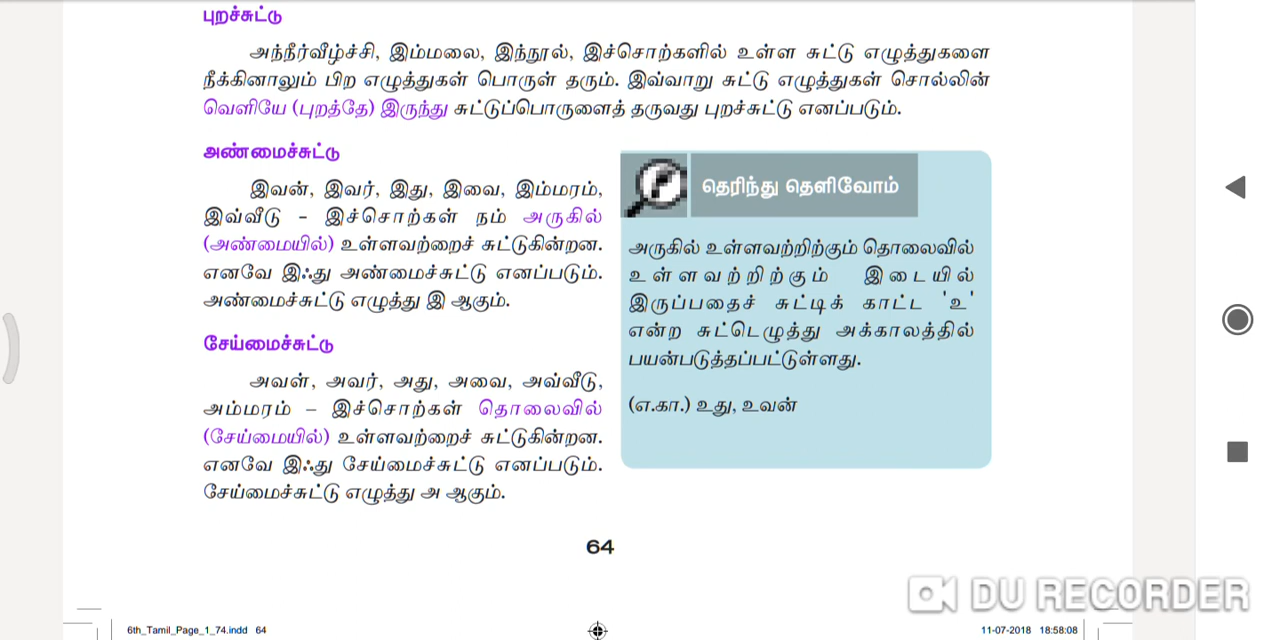 புறச்சுட்டு
அந்நீர்வீழ்ச்சி, இம்மலை, இந்நூல், இச்சொற்களில் உள்ள சுட்டு எழுத்துகளை
நீக்கினாலும் பிற எழுத்துகள் பொருள் தரும். இவ்வாறு சுட்டு எழுத்துகள் சொல்லின்
வெளியே (புறத்தே) இருந்து சுட்டுப்பொருளைத் தருவது புறச்சுட்டு எனப்படும்.
அண்மைச்சுட்டு
இவன், இவர், இது, இவை, இம்மரம்,
இவ்வீடு - இச்சொற்கள் நம் அருகில்
(அண்மையில்) உள்ளவற்றைச் சுட்டுகின்றன.
எனவே இஃது அண்மைச்சுட்டு எனப்படும்.
அண்மைச்சுட்டு எழுத்து இ ஆகும்.
சேய்மைச்சுட்டு
அவள், அவர், அது, அவை, அவ்வீடு,
அம்மரம் – இச்சொற்கள் தொலைவில்
(சேய்மையில்) உள்ளவற்றைச் சுட்டுகின்றன.
எனவே இஃது சேய்மைச்சுட்டு எனப்படும்.
சேய்மைச்சுட்டு எழுத்து அ ஆகும்.
தெரிந்து தெளிவோம்
அருகில் உள்ளவற்றிற்கும் தொலைவில்
உள்ளவற்றிற்கும் இடையில்
இருப்பதைச் சுட்டிக் காட்ட 'உ'
என்ற சுட்டெழுத்து அக்காலத்தில்
பயன்படுத்தப்பட்டுள்ளது.
(எ.கா.) உது, உவன்
64
DU RECORDER
6th_Tamil_Page_1_74.indd 64
11-07-2018 18:58:08